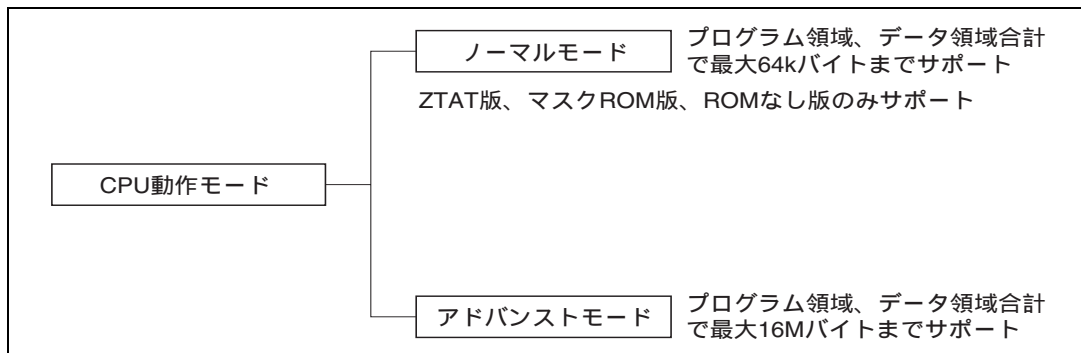 ノーマルモード
プログラム領域、データ領域合計
で最大64kバイトまでサポート
ZTAT版、マスクROM版、ROMなし版のみサポート
CPU動作モード
アドバンストモード
プログラム領域、データ領域合計
で最大16Mバイトまでサポート